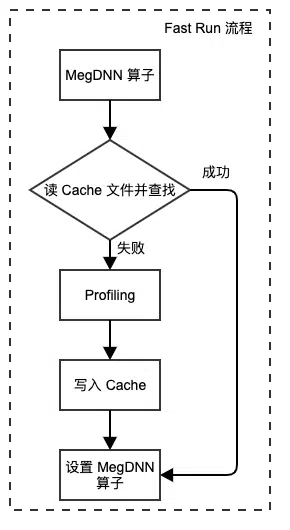 Fast Run 流程
MegDNN 算子
读 Cache 文件并查找
成功
失败
Profiling
写入 Cache
设置 MegDNN
算子